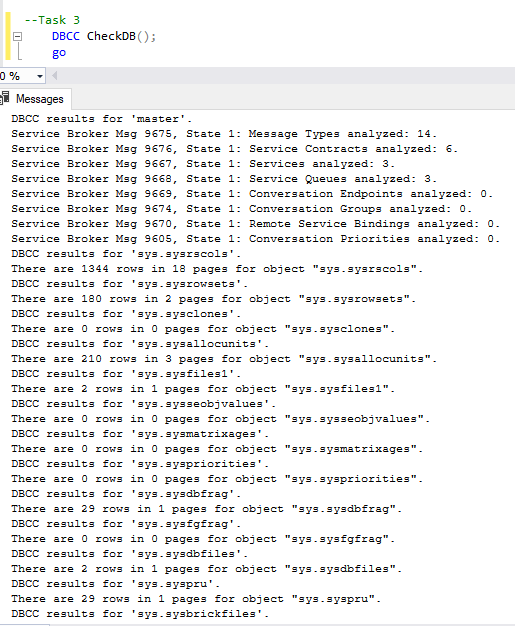 --Task 3
DBCC CheckDB();
go
0 %
Messages
DBCC results for 'master'.
Service Broker Msg 9675, State 1: Message Types analyzed: 14.
Service Broker Msg 9676, State 1: Service Contracts analyzed: 6.
Service Broker Msg 9667, State 1: Services analyzed: 3.
Service Broker Msg 9668, State 1: Service Queues analyzed: 3.
Service Broker Msg 9669, State 1: Conversation Endpoints analyzed: 0.
Service Broker Msg 9674, State 1: Conversation Groups analyzed: 0.
Service Broker Msg 9670, State 1: Remote Service Bindings analyzed: 0.
Service Broker Msg 9605, State 1: Conversation Priorities analyzed: 0.
DBCC results for 'sys.sysrscols'.
There are 1344 rows in 18 pages for object "sys.sysrscols".
DBCC results for 'sys.sysrowsets'.
There are 180 rows in 2 pages for object "sys.sysrowsets".
DBCC results for 'sys.sysclones'.
There are 0 rows in 0 pages for object "sys.sysclones".
DBCC results for 'sys.sysallocunits'.
There are 210 rows in 3 pages for object "sys.sysallocunits".
DBCC results for 'sys.sysfiles1'.
There are 2 rows in 1 pages for object "sys.sysfiles1".
DBCC results for 'sys.sysseobjvalues'.
There are 0 rows in 0 pages for object "sys.sysseobjvalues".
DBCC results for 'sys.sysmatrixages'.
There are 0 rows in 0 pages for object "sys.sysmatrixages".
DBCC results for 'sys.syspriorities'.
There are 0 rows in 0 pages for object "sys.syspriorities".
DBCC results for 'sys.sysdbfrag'.
There are 29 rows in 1 pages for object "sys.sysdbfrag".
DBCC results for 'sys.sysfgfrag'.
There are 0 rows in 0 pages for object "sys.sysfgfrag".
DBCC results for 'sys.sysdbfiles'.
There are 2 rows in 1 pages for object "sys.sysdbfiles".
DBCC results for 'sys.syspru'.
There are 29 rows in 1 pages for object "sys.syspru".
DBCC results for 'sys.sysbrickfiles'.